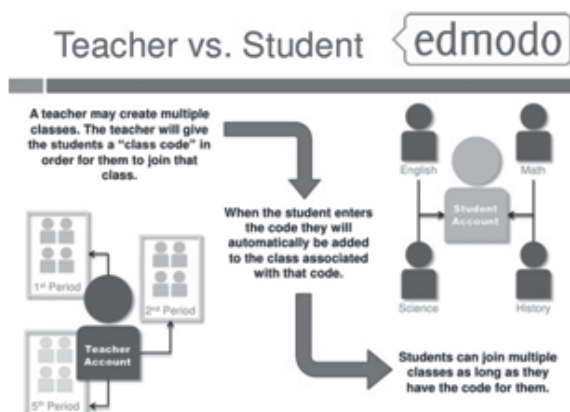 Teacher vs. Student
edmodo
A teacher may create multiple
classes. The teacher will give
the students a “class code” in
order for them to join that
class.
When the student enters
the code they will
automatically be added
to the class associated
with that code.
Students can join multiple
classes as long as they
have the code for them.
1st Period
2nd Period
5th Period
Teacher
Account
English
Math
Student
Account
Science
History